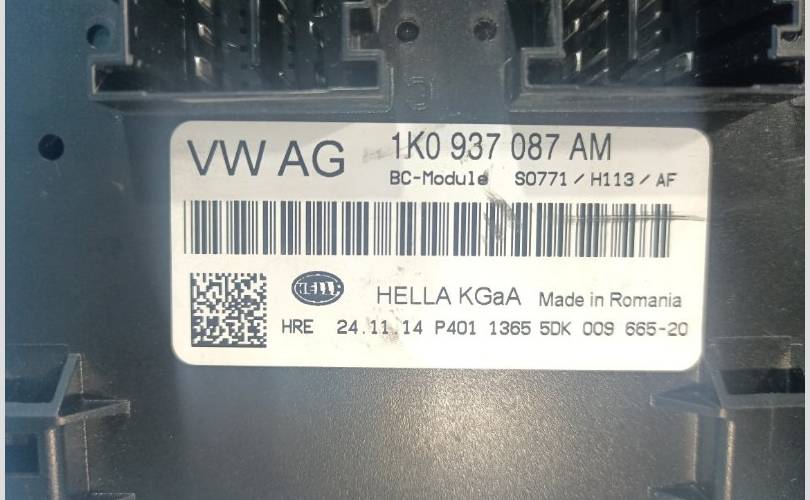 VW AG 1K0 937 087 AM
BC-Module S0771 / H113 / AF
HELLA HELLA KGaA Made in Romania
HRE 24.11.14 P401 1365 5DK 009 665-20